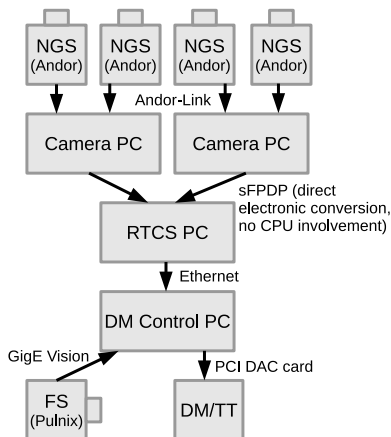 NGS NGS NGS NGS
(Andor) (Andor) (Andor) (Andor)
Andor-Link
Camera PC Camera PC
sFPDP (direct
electronic conversion,
no CPU involvement)
RTCS PC
Ethernet
DM Control PC
GigE Vision
PCI DAC card
FS
(Pulnix)
DM/TT